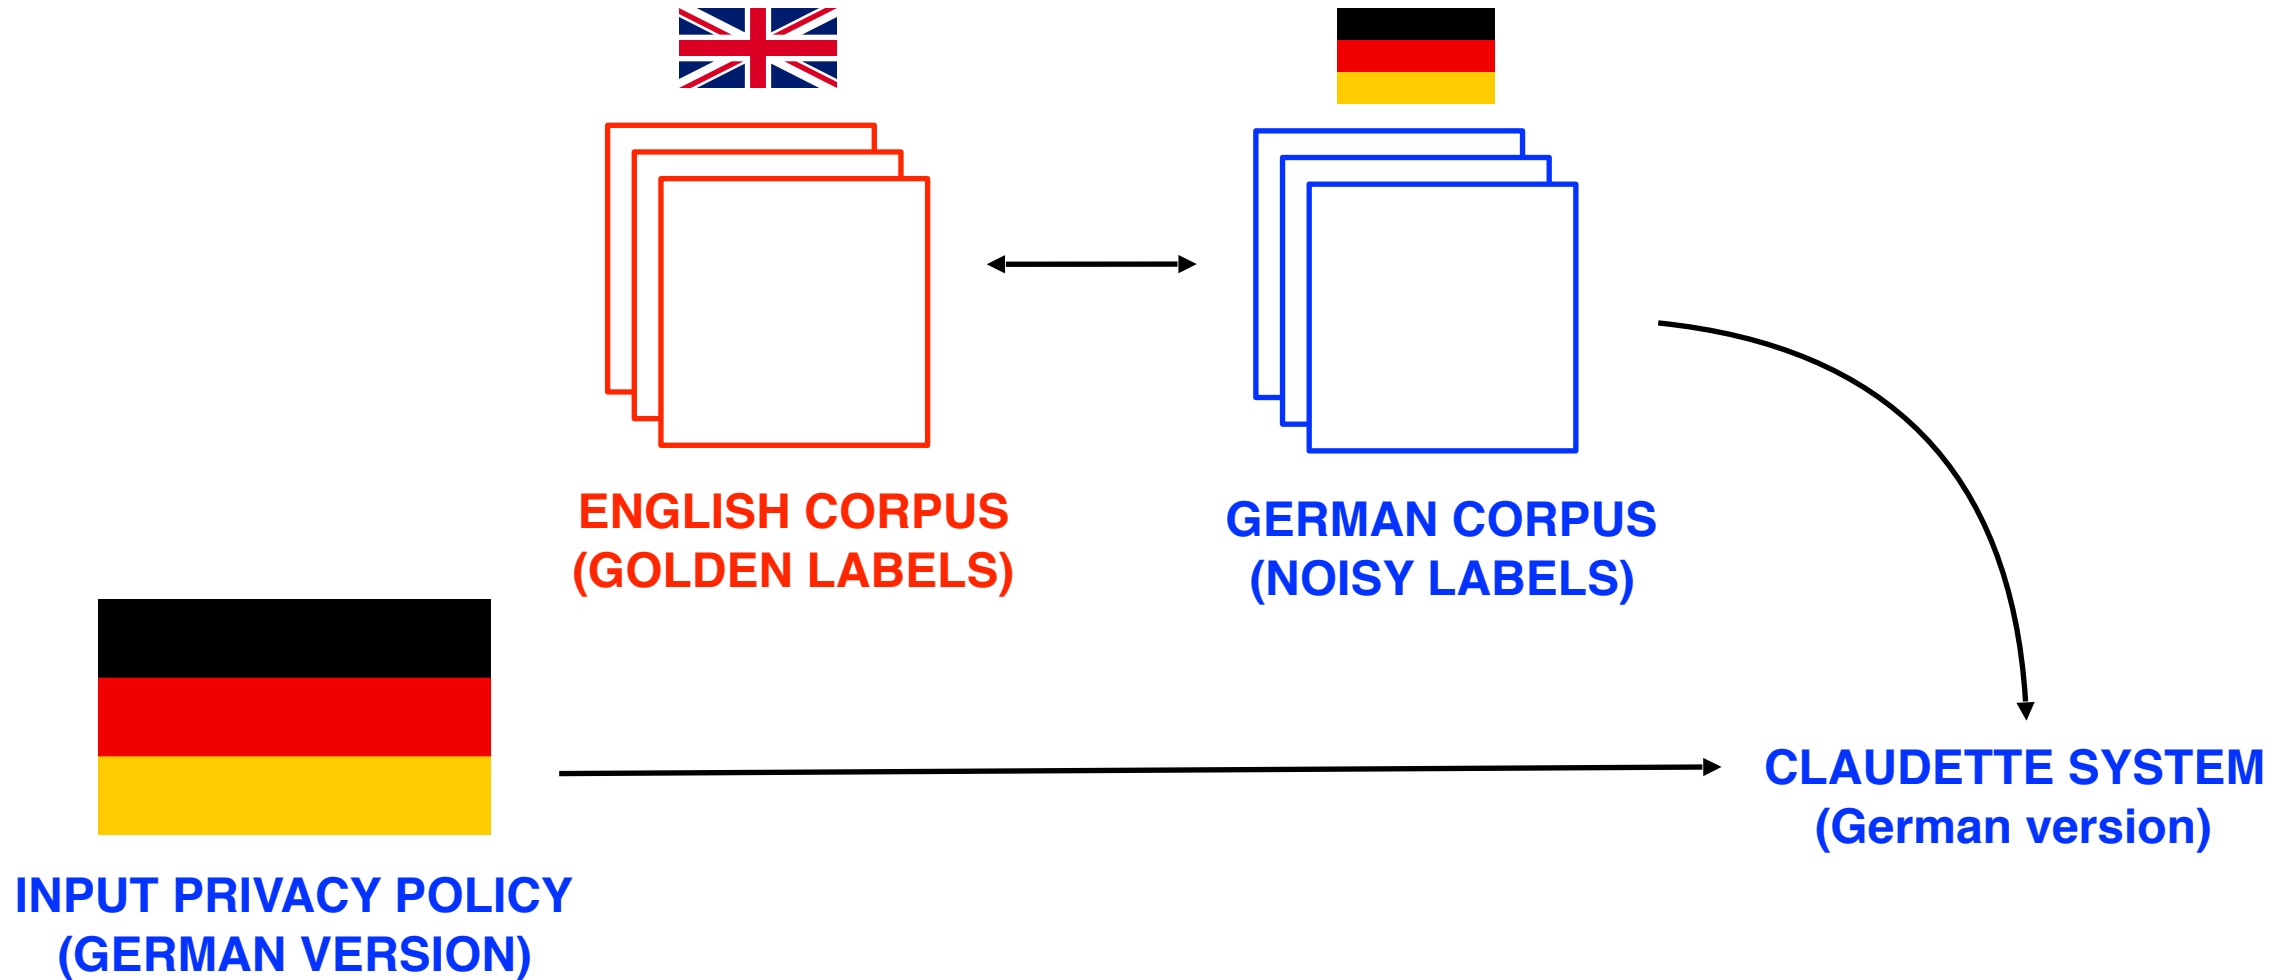 ENGLISH CORPUS
(GOLDEN LABELS)
GERMAN CORPUS
(NOISY LABELS)
CLAUDETTE SYSTEM
(German version)
INPUT PRIVACY POLICY
(GERMAN VERSION)